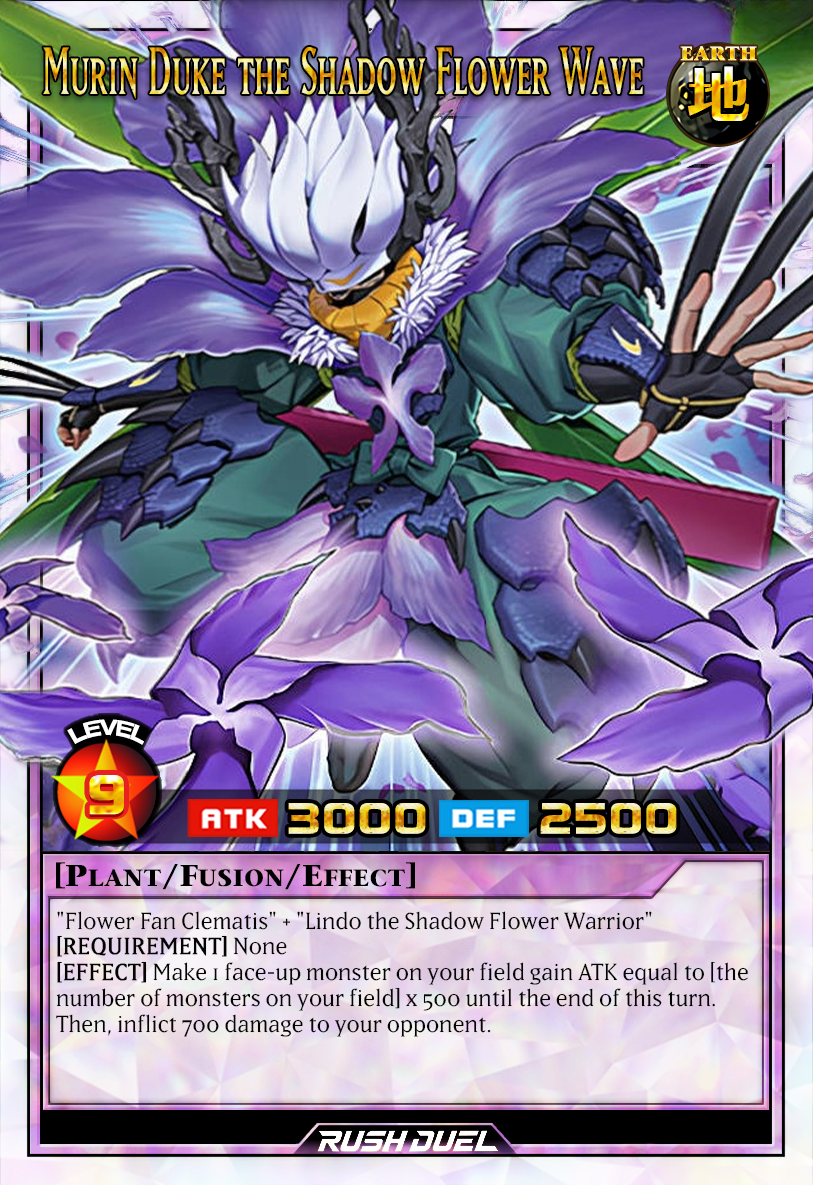 MURIN DUKE THE SHADOW FLOWER WAVE
EARTH
地
LEVEL
9
ATK 3000 DEF 2500
[PLANT/FUSION/EFFECT]
"Flower Fan Clematis" + "Lindo the Shadow Flower Warrior"
[REQUIREMENT] None
[EFFECT] Make 1 face-up monster on your field gain ATK equal to [the
number of monsters on your field] x 500 until the end of this turn.
Then, inflict 700 damage to your opponent.
RUSH DUEL